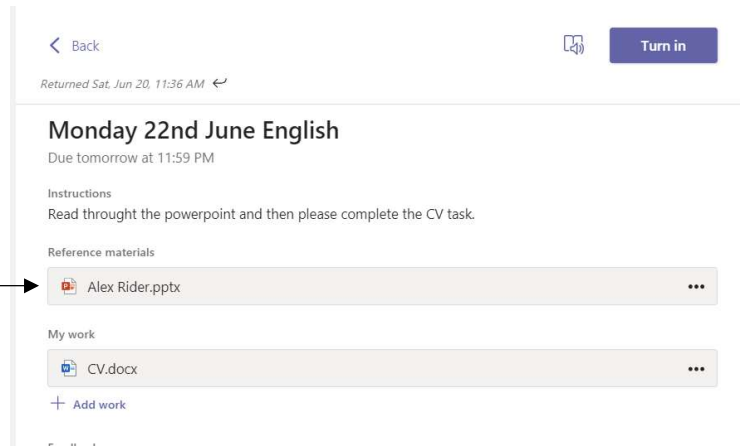 Back
Turn in
Returned Sat, Jun 20, 11:36 AM
Monday 22nd June English
Due tomorrow at 11:59 PM
Instructions
Read throught the powerpoint and then please complete the CV task.
Reference materials
Alex Rider.pptx
My work
CV.docx
Add work